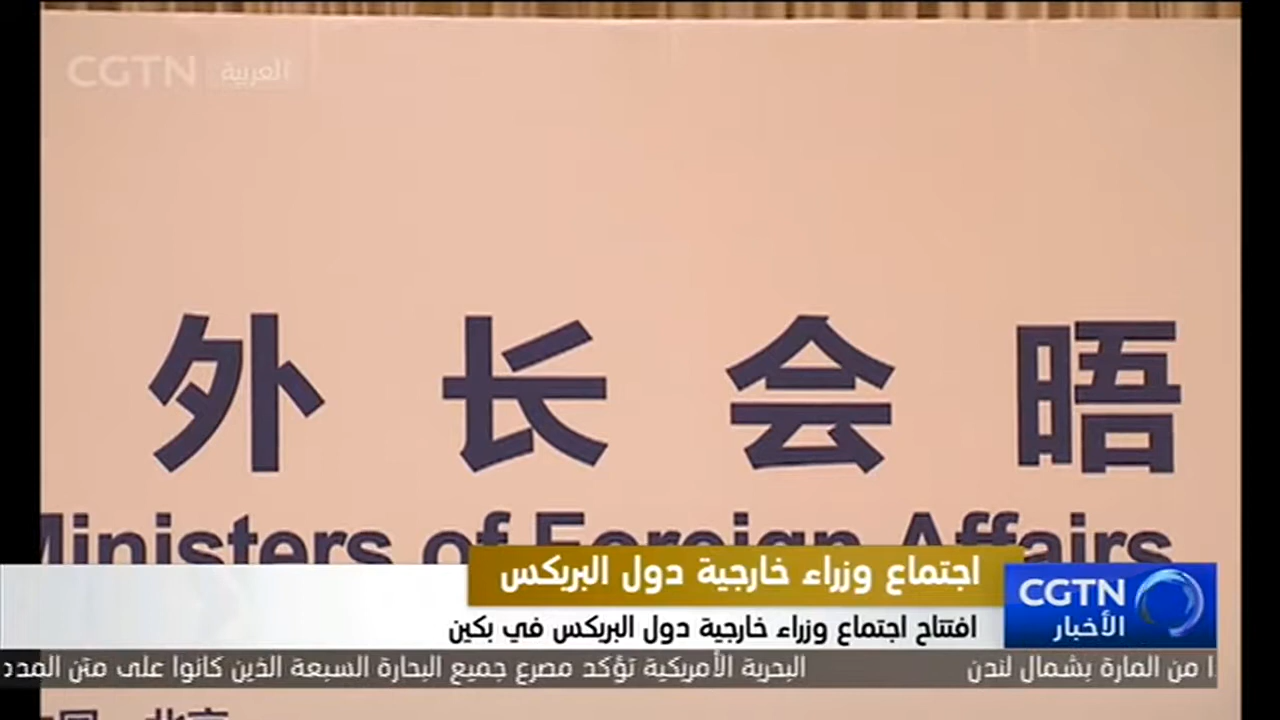 CGTN العربية
外长会晤
Ministers of Foreign Affairs
اجتماع وزراء خارجية دول البريكس
افتتاح اجتماع وزراء خارجية دول البريكس في بكين
CGTN
الأخبار
من المارة بشمال لندن
البحرية الأمريكية تؤكد مصرع جميع البحارة السبعة الذين كانوا على متن